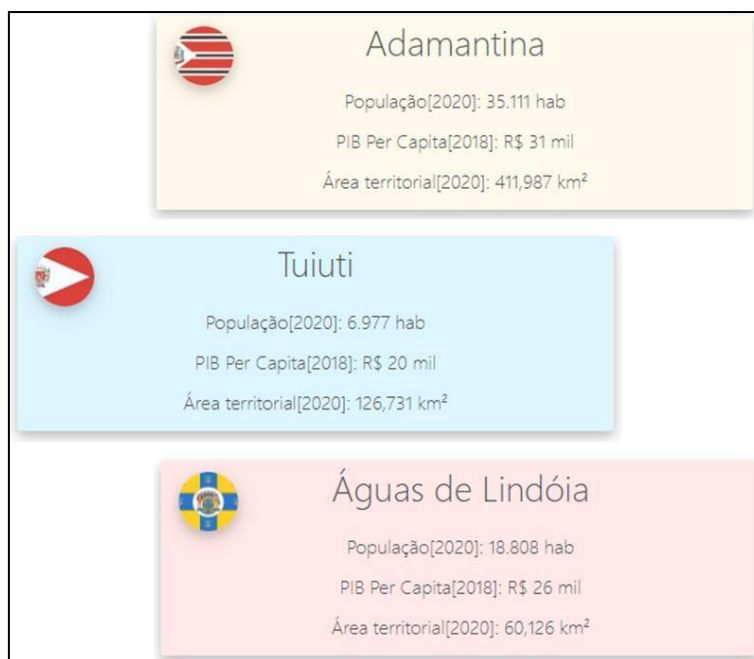 Adamantina
População[2020]: 35.111 hab
PIB Per Capita[2018]: R$ 31 mil
Área territorial[2020]: 411,987 km²
Tuiuti
População[2020]: 6.977 hab
PIB Per Capita[2018]: R$ 20 mil
Área territorial[2020]: 126,731 km²
Águas de Lindóia
População[2020]: 18.808 hab
PIB Per Capita[2018]: R$ 26 mil
Área territorial[2020]: 60,126 km²